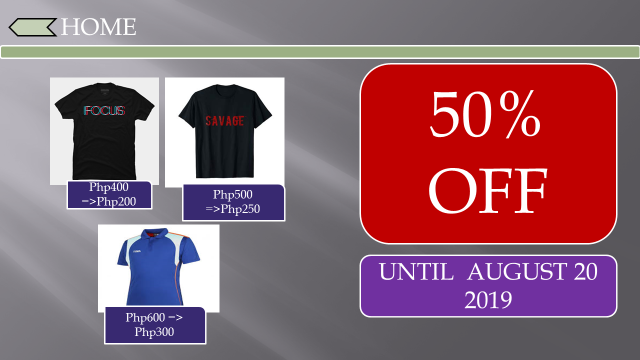 HOME
FOCUS
SAVAGE
50%
OFF
Php400
=>Php200
Php500
=>Php250
UNTIL  AUGUST 20
2019
Php600 =>
Php300